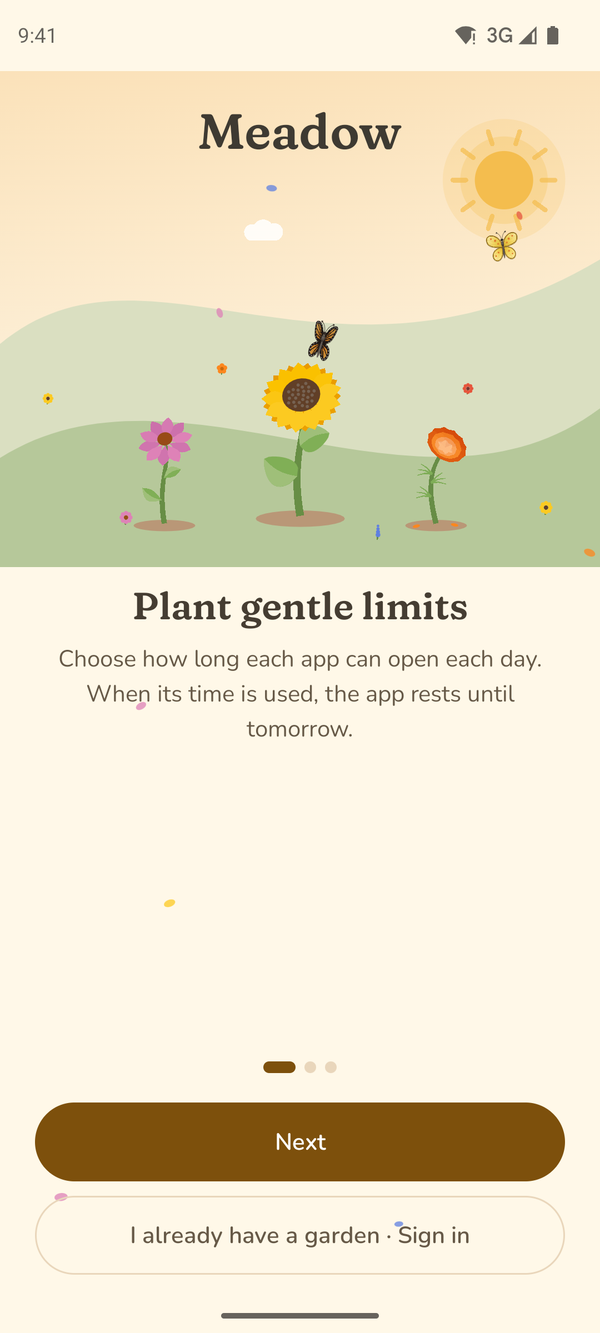 9:41
3G
Meadow
Plant gentle limits
Choose how long each app can open each day.
When its time is used, the app rests until
tomorrow.
Next
I already have a garden · Sign in